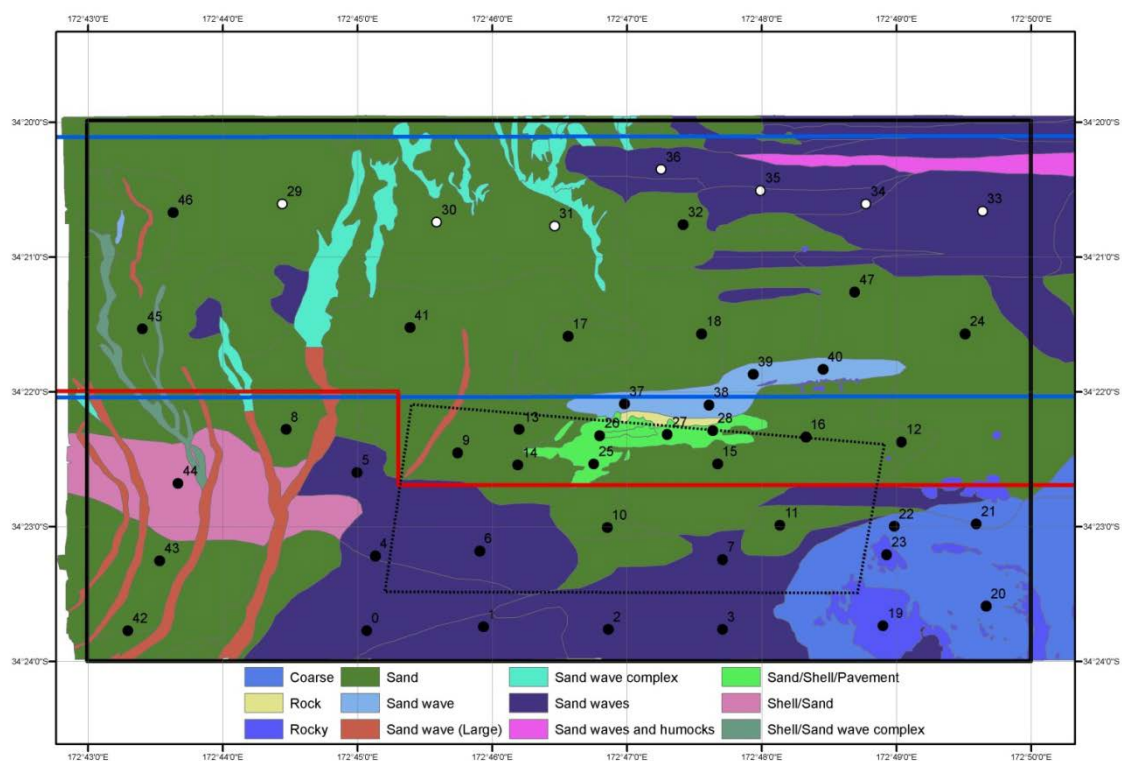 172°43'0"E 172°44'0"E 172°45'0"E 172°46'0"E 172°47'0"E 172°48'0"E 172°49'0"E 172°50'0"E
34°20'0"S 34°20'0"S
36
35
46 29 34 33
30 31 32
34°21'0"S 34°21'0"S
47
45 41 17 18 24
39 40
34°22'0"S 34°22'0"S
37 38
8 13 26 27 28 16 12
9 14 25 15
5
44
34°23'0"S 34°23'0"S
10 11 22 21
43 4 6 7 23
20
42 0 1 2 3 19
34°24'0"S 34°24'0"S
Coarse Sand Sand wave complex Sand/Shell/Pavement
Rock Sand wave Sand waves Shell/Sand
Rocky Sand wave (Large) Sand waves and humocks Shell/Sand wave complex
172°43'0"E 172°44'0"E 172°45'0"E 172°46'0"E 172°47'0"E 172°48'0"E 172°49'0"E 172°50'0"E